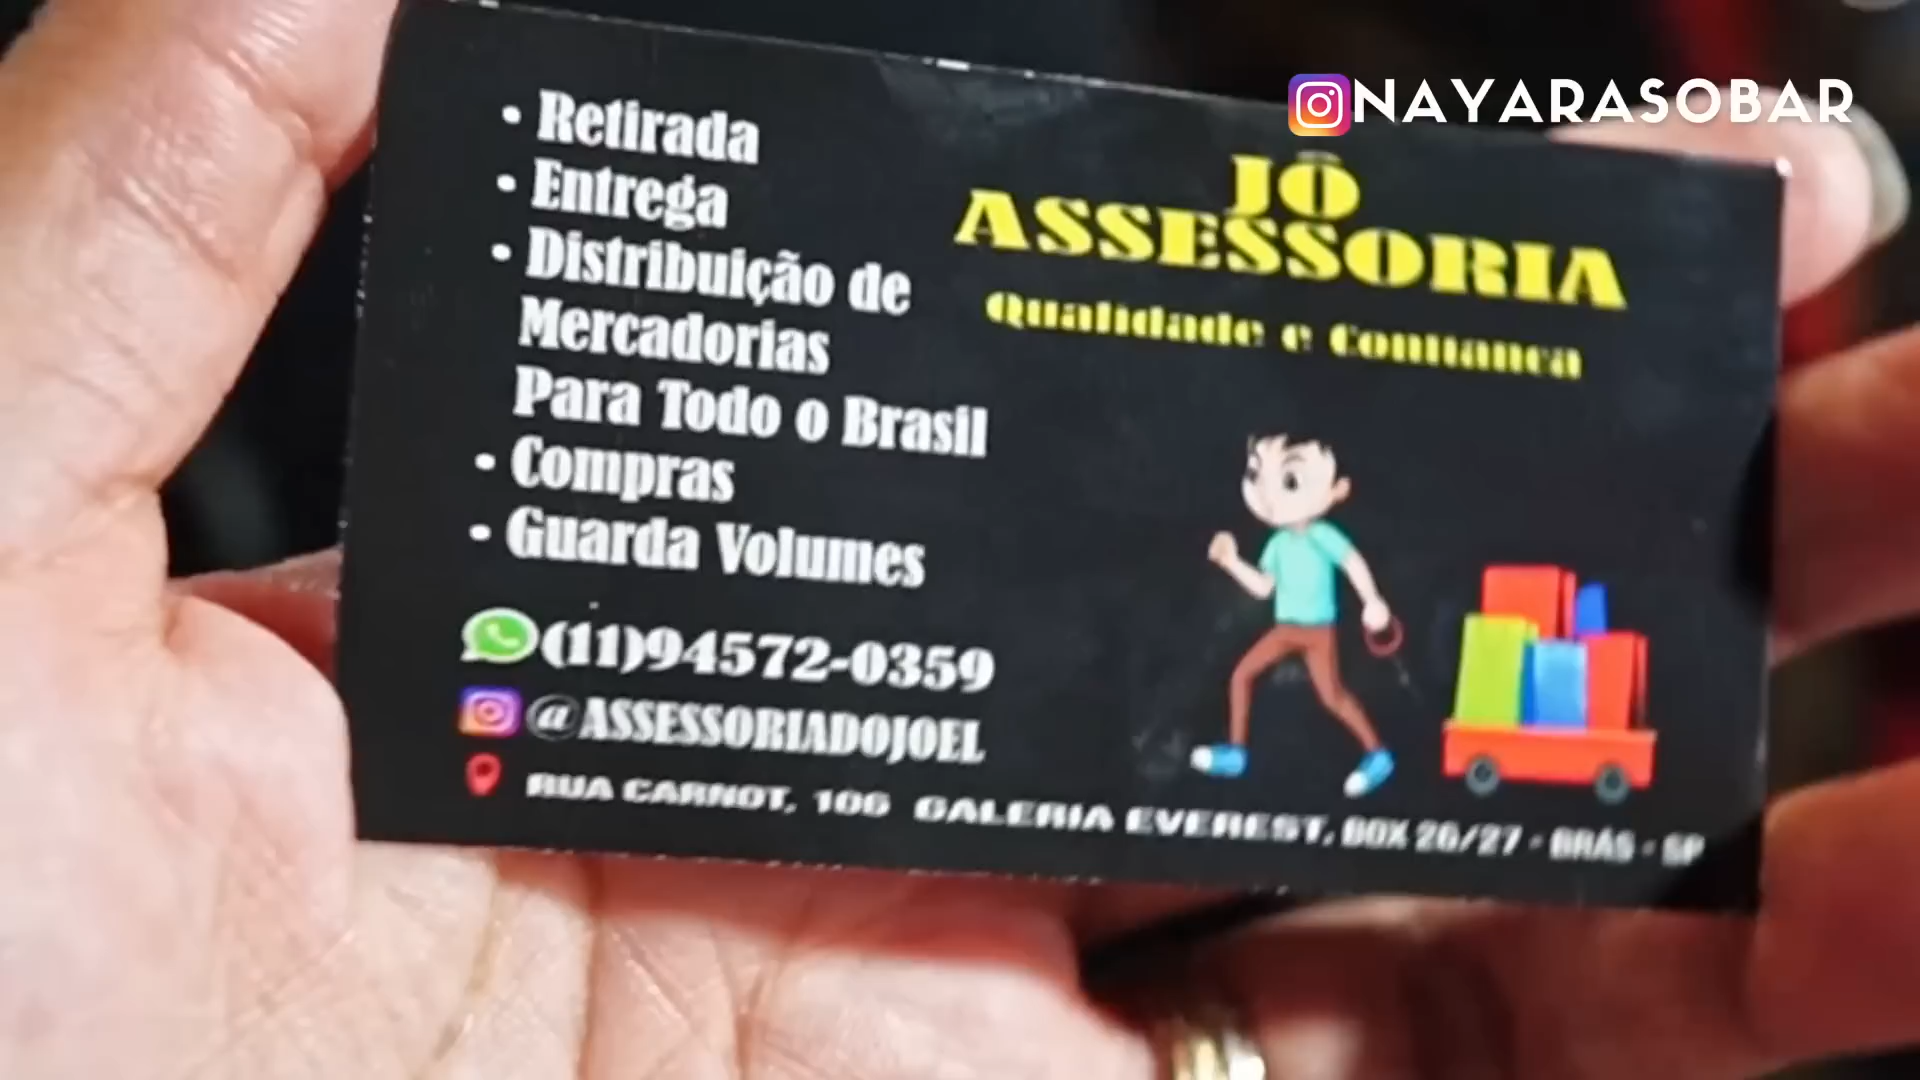 NAYARASOBAR
• Retirada
• Entrega
• Distribuição de
Mercadorias
Para Todo o Brasil
• Compras
• Guarda Volumes
(11)94572-0359
@ASSESSORIADOJOEL
RUA CARNOT, 106 GALERIA EVEREST, BOX 26/27 - BRÁS - SP
JÔ
ASSESSORIA
Qualidade e Confiança